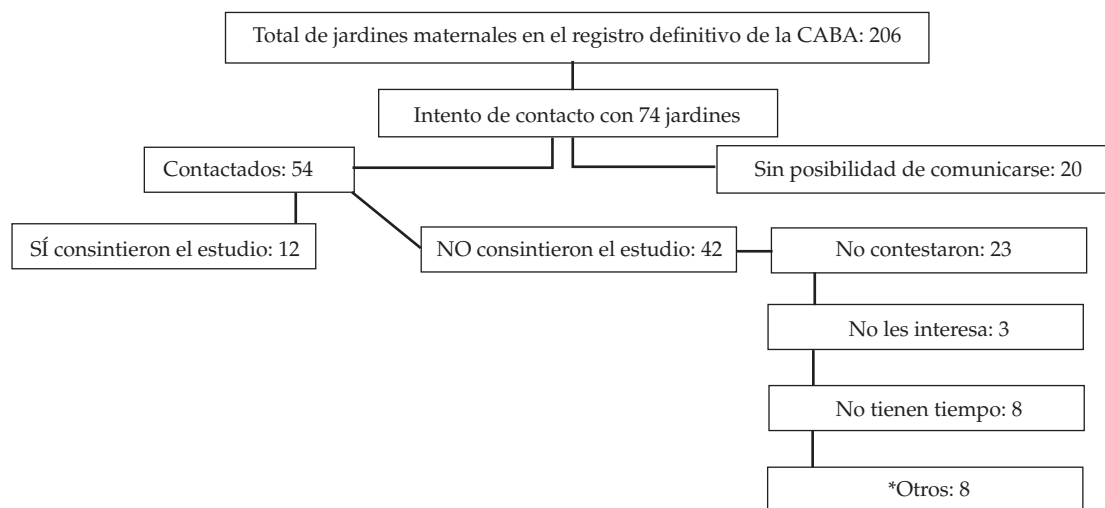 Total de jardines maternales en el registro definitivo de la CABA: 206
Intento de contacto con 74 jardines
Contactados: 54
Sin posibilidad de comunicarse: 20
SÍ consintieron el estudio: 12
NO consintieron el estudio: 42
No contestaron: 23
No les interesa: 3
No tienen tiempo: 8
*Otros: 8